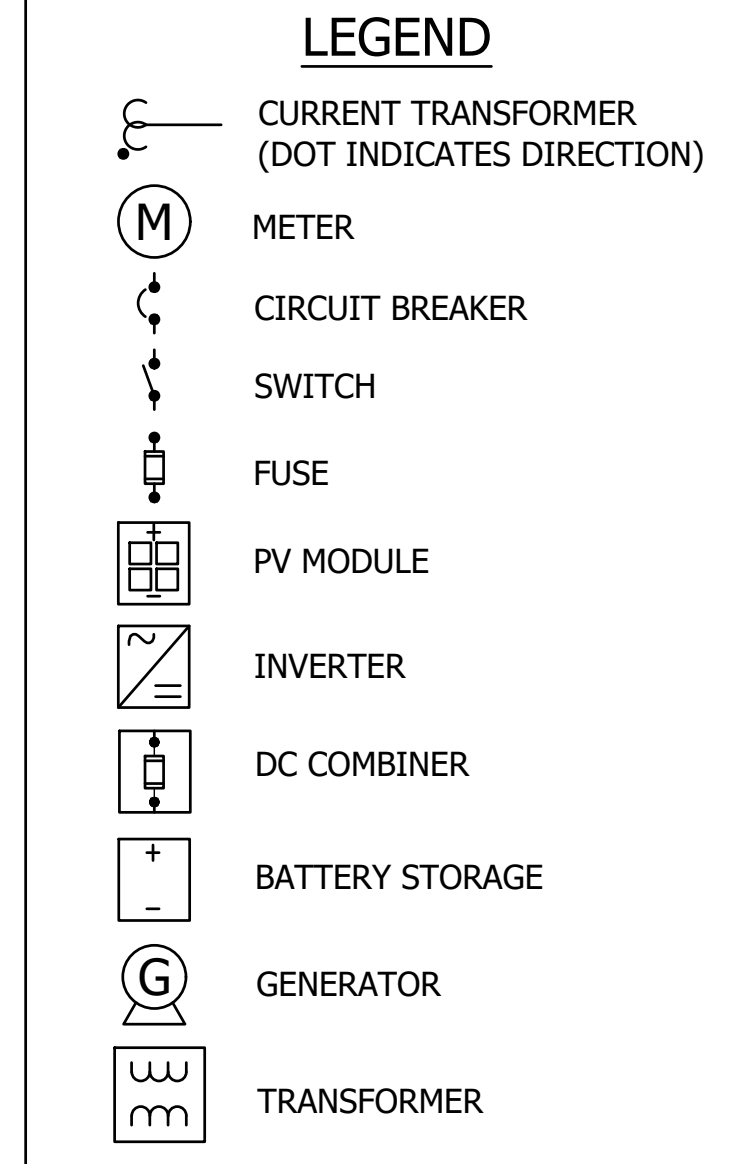 LEGEND
CURRENT TRANSFORMER
(DOT INDICATES DIRECTION)
M METER
CIRCUIT BREAKER
SWITCH
FUSE
+
PV MODULE
-
~
INVERTER
=
DC COMBINER
+
BATTERY STORAGE
-
G GENERATOR
TRANSFORMER